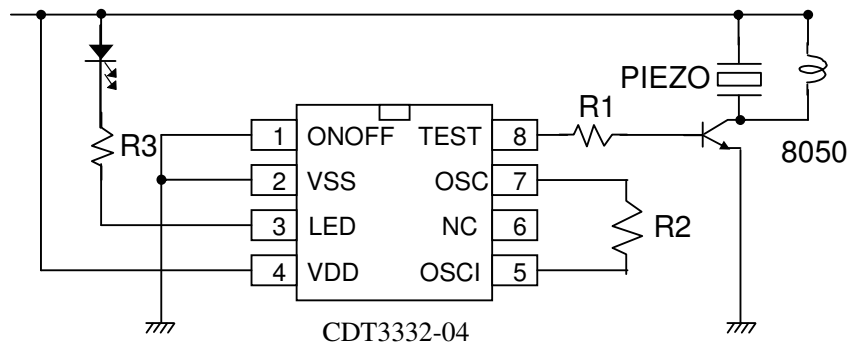 PIEZO
R1
8050
R3
1 ONOFF TEST 8
2 VSS OSC 7
R2
3 LED NC 6
4 VDD OSCI 5
CDT3332-04